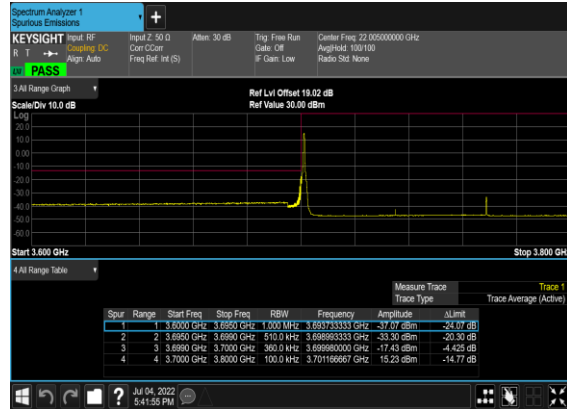 Spectrum Analyzer 1
Spurious Emissions
KEYSIGHT Input: RF Input Z: 50 Ω Atten: 30 dB Trig: Free Run Center Freq: 22.005000000 GHz
R T Coupling: DC Corr CCorr Gate: Off Avg|Hold: 100/100
Align: Auto Freq Ref: Int (S) IF Gain: Low Radio Std: None
PASS
3 All Range Graph
Ref Lvl Offset 19.02 dB
Scale/Div 10.0 dB Ref Value 30.00 dBm
Log
20.0
10.0
0.00
-10.0
-20.0
-30.0
-40.0
-50.0
-60.0
Start 3.600 GHz Stop 3.800 GH
4 All Range Table
Measure Trace Trace 1
Trace Type Trace Average (Active)
Spur Range Start Freq Stop Freq RBW Frequency Amplitude ΔLimit
1 1 3.6000 GHz 3.6950 GHz 1.000 MHz 3.693733333 GHz -37.07 dBm -24.07 dB
2 2 3.6950 GHz 3.6990 GHz 510.0 kHz 3.698993333 GHz -33.30 dBm -20.30 dB
3 3 3.6990 GHz 3.7000 GHz 360.0 kHz 3.699980000 GHz -17.43 dBm -4.425 dB
4 4 3.7000 GHz 3.8000 GHz 100.0 kHz 3.701166667 GHz 15.23 dBm -14.77 dB
? Jul 04, 2022
5:41:55 PM